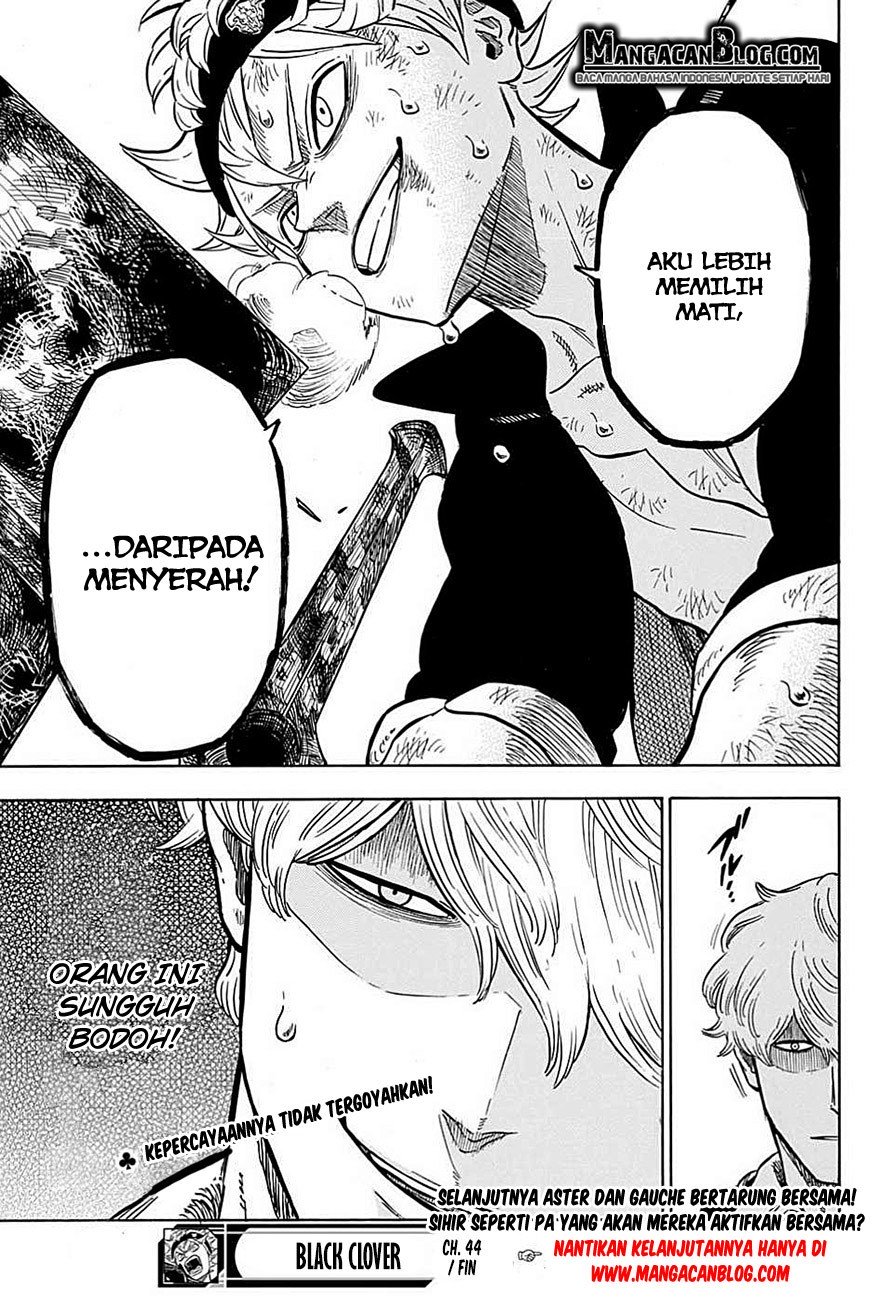 MANGACANBLOG.COM
BACA MANGA BAHASA INDONESIA UPDATE SETIAP HARI
AKU LEBIH
MEMILIH
MATI,
...DARIPADA
MENYERAH!
ORANG INI
SUNGGUH
BODOH!
♣ KEPERCAYAANNYA TIDAK TERGOYAHKAN!
SELANJUTNYA ASTER DAN GAUCHE BERTARUNG BERSAMA!
SIHIR SEPERTI PA YANG AKAN MEREKA AKTIFKAN BERSAMA?
BLACK CLOVER
CH. 44
/ FIN
☞ NANTIKAN KELANJUTANNYA HANYA DI
WWW.MANGACANBLOG.COM